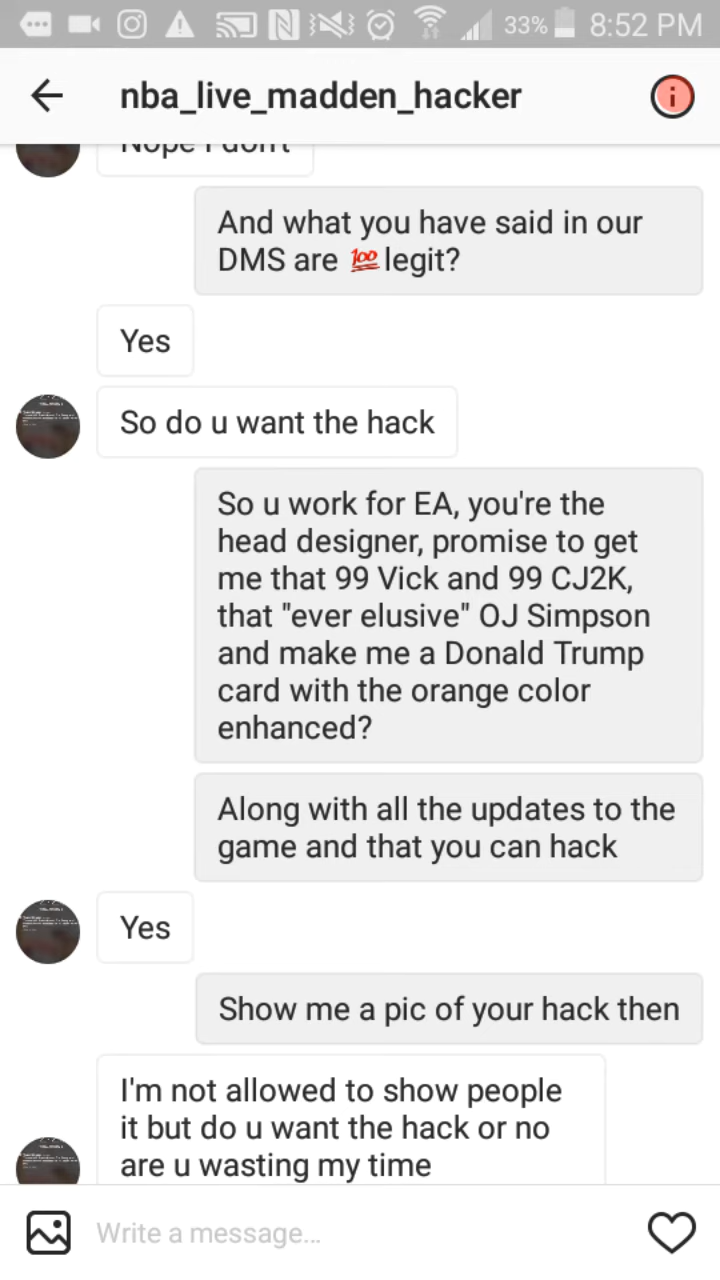 33% 8:52 PM
nba_live_madden_hacker
Nope I don't
And what you have said in our
DMS are 💯 legit?
Yes
So do u want the hack
So u work for EA, you're the
head designer, promise to get
me that 99 Vick and 99 CJ2K,
that "ever elusive" OJ Simpson
and make me a Donald Trump
card with the orange color
enhanced?
Along with all the updates to the
game and that you can hack
Yes
Show me a pic of your hack then
I'm not allowed to show people
it but do u want the hack or no
are u wasting my time
Write a message...